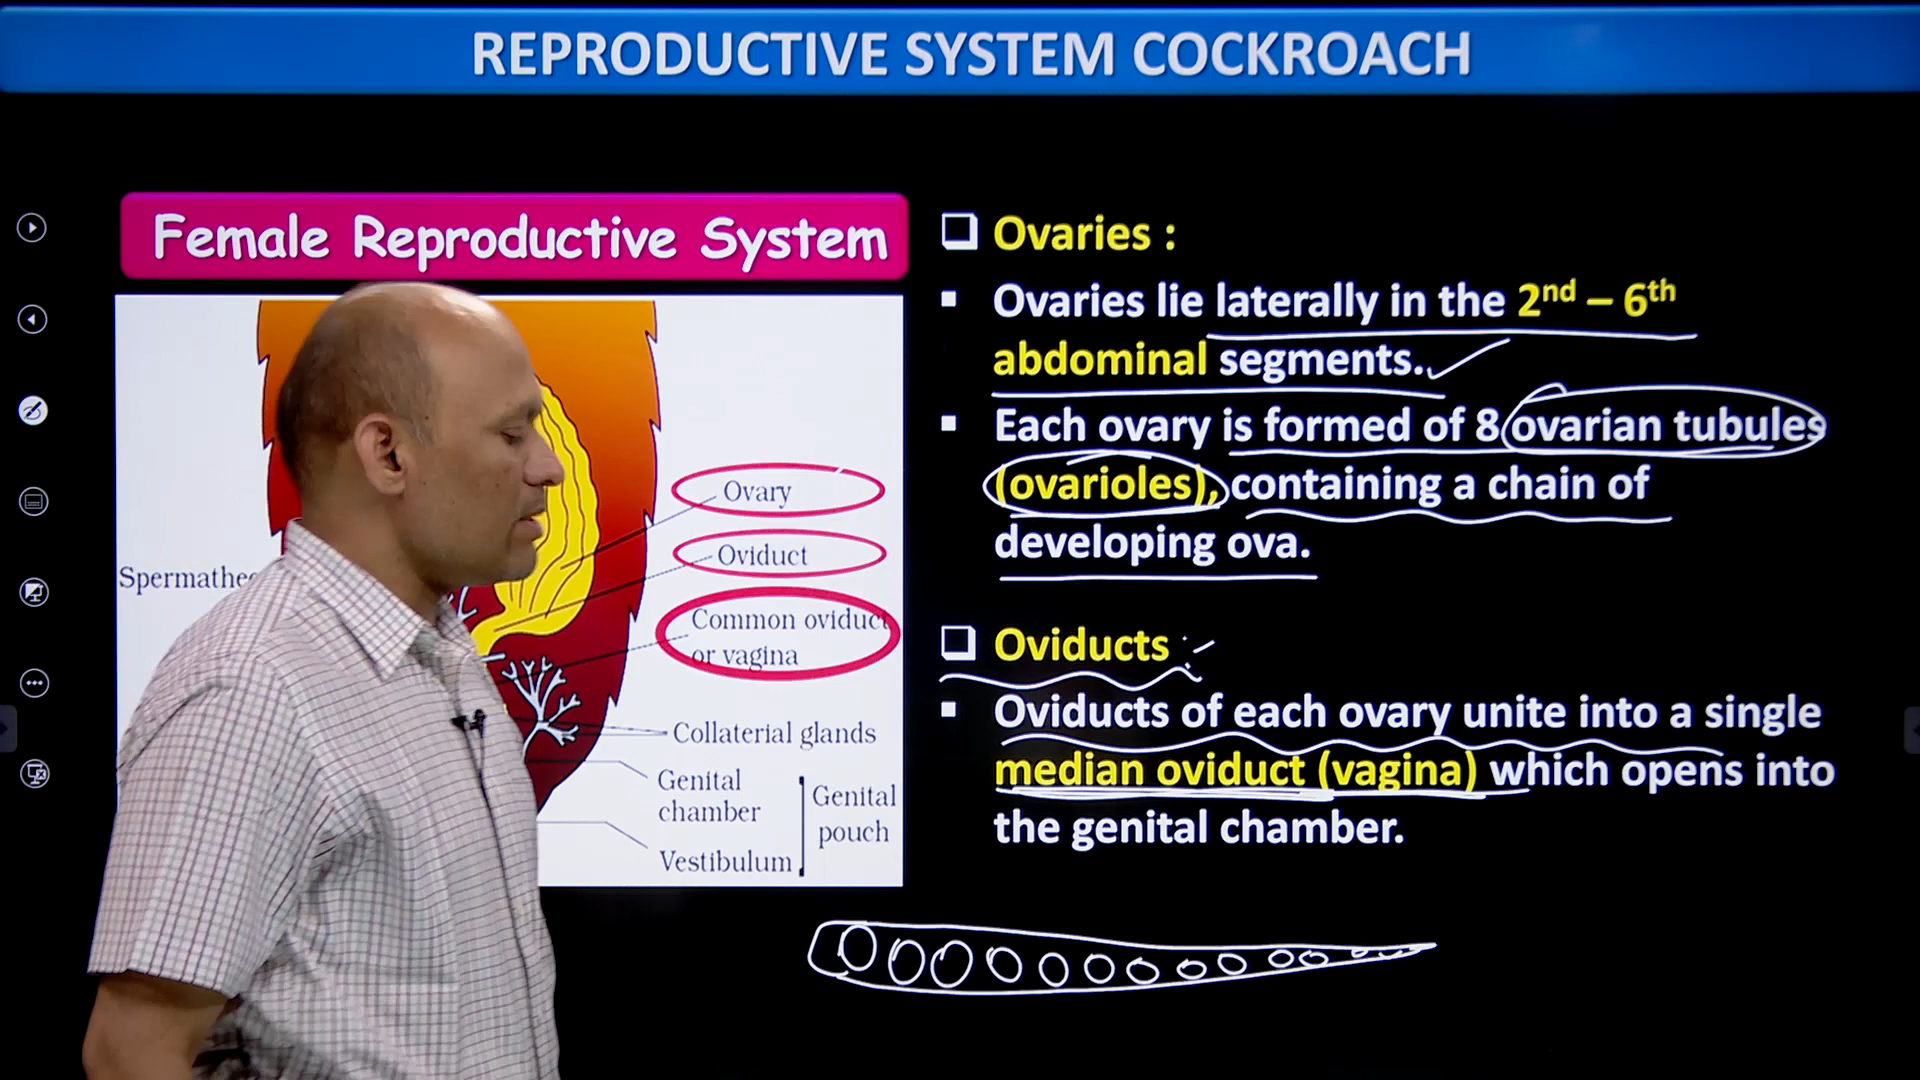 REPRODUCTIVE SYSTEM COCKROACH
Female Reproductive System
Ovary
Oviduct
Common oviduct
or vagina
Collaterial glands
Genital
chamber
Vestibulum
Genital
pouch
Ovaries :
Ovaries lie laterally in the 2nd – 6th
abdominal segments.
Each ovary is formed of 8 ovarian tubules
(ovarioles), containing a chain of
developing ova.
Oviducts :
Oviducts of each ovary unite into a single
median oviduct (vagina) which opens into
the genital chamber.